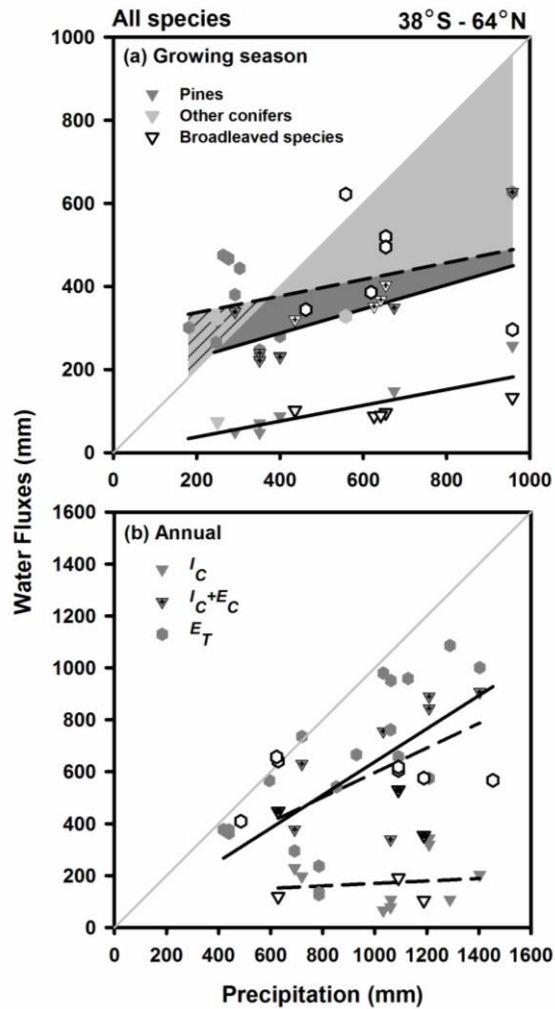 All species 38°S - 64°N
(a) Growing season
Pines
Other conifers
Broadleaved species
1000
800
600
400
200
0
0 200 400 600 800 1000
Water Fluxes (mm)
(b) Annual
I_C
I_C+E_C
E_T
1600
1400
1200
1000
800
600
400
200
0
0 200 400 600 800 1000 1200 1400 1600
Precipitation (mm)